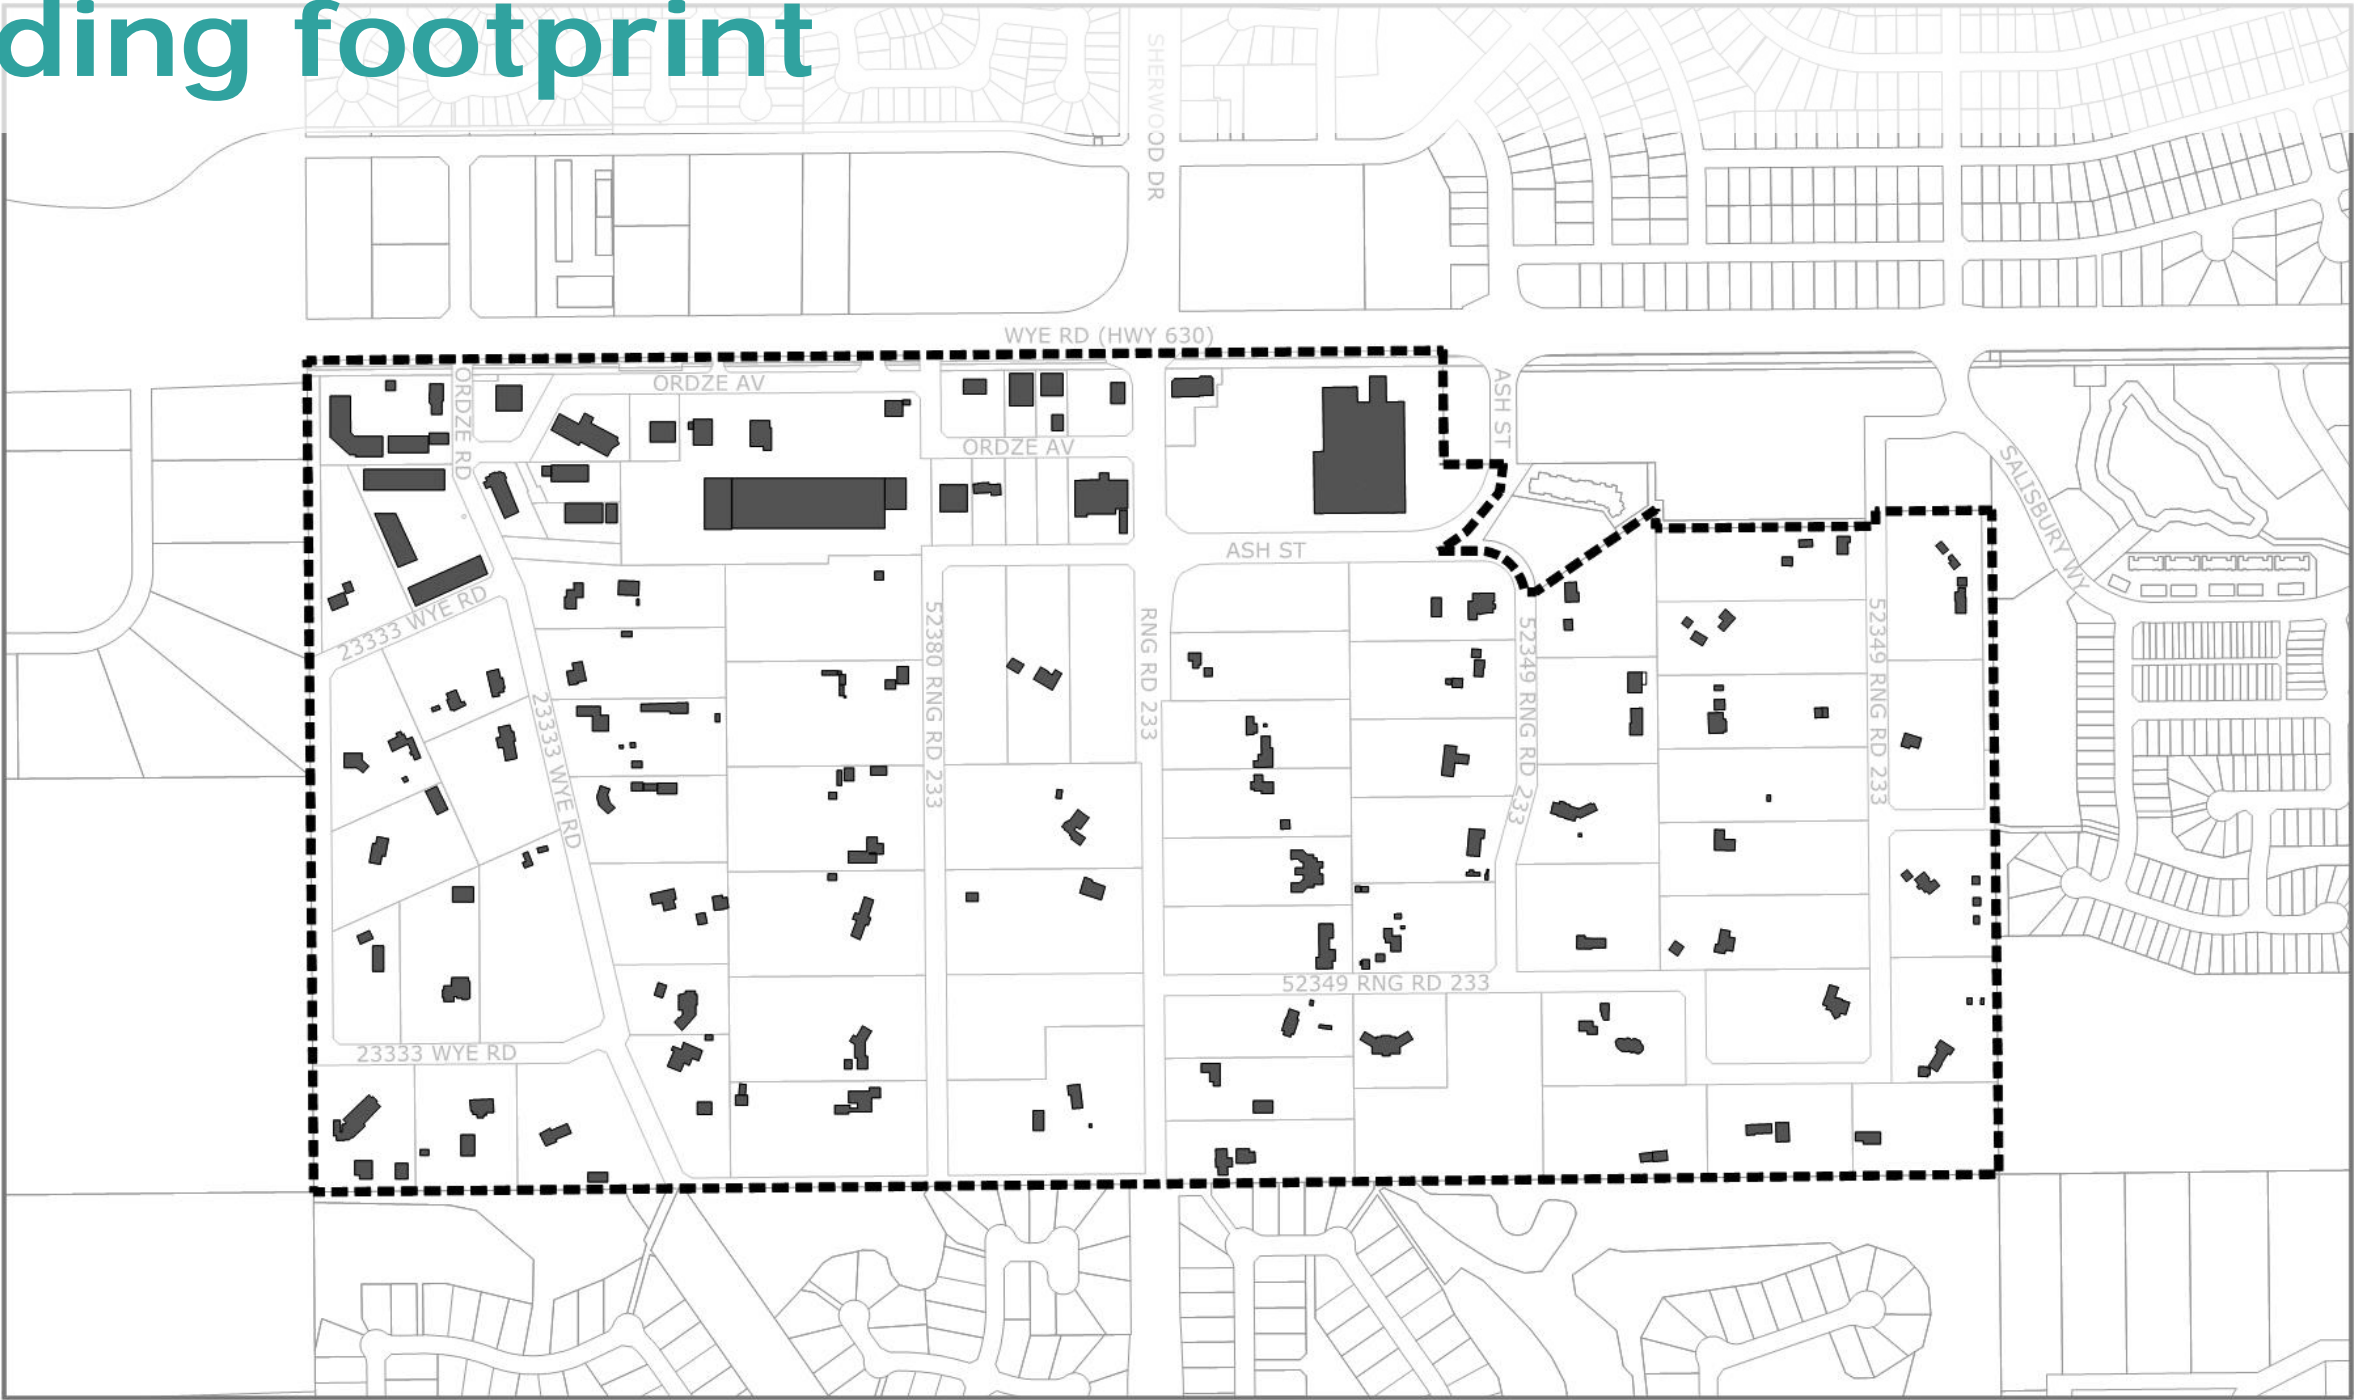 ding footprint
SHERWOOD DR
WYE RD (HWY 630)
ORDZE RD
ORDZE AV
ASH ST
ORDZE AV
SALISBURY WY
ASH ST
23333 WYE RD
52380 RNG RD 233
RNG RD 233
52349 RNG RD 233
52349 RNG RD 233
23333 WYE RD
52349 RNG RD 233
23333 WYE RD